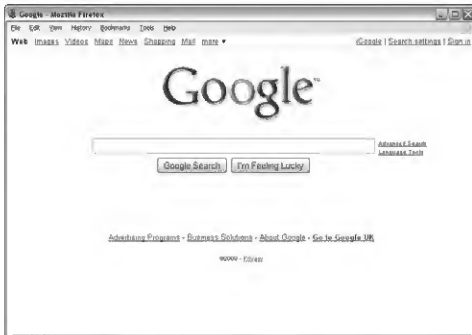 Google - Mozilla Firefox
File Edit View History Bookmarks Tools Help
Web Images Videos Maps News Shopping Mail more ▼ iGoogle | Search settings | Sign in
Google™
Advanced Search
Language Tools
Google Search I'm Feeling Lucky
Advertising Programs - Business Solutions - About Google - Go to Google UK
©2009 - Privacy